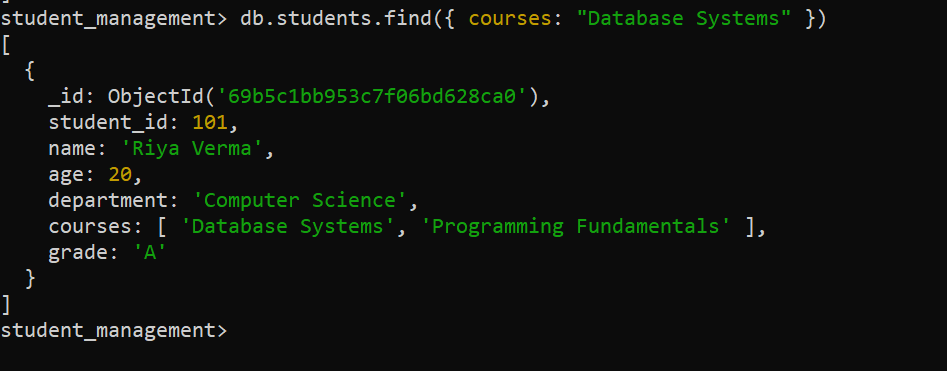 student_management> db.students.find({ courses: "Database Systems" })
[
  {
    _id: ObjectId('69b5c1bb953c7f06bd628ca0'),
    student_id: 101,
    name: 'Riya Verma',
    age: 20,
    department: 'Computer Science',
    courses: [ 'Database Systems', 'Programming Fundamentals' ],
    grade: 'A'
  }
]
student_management>